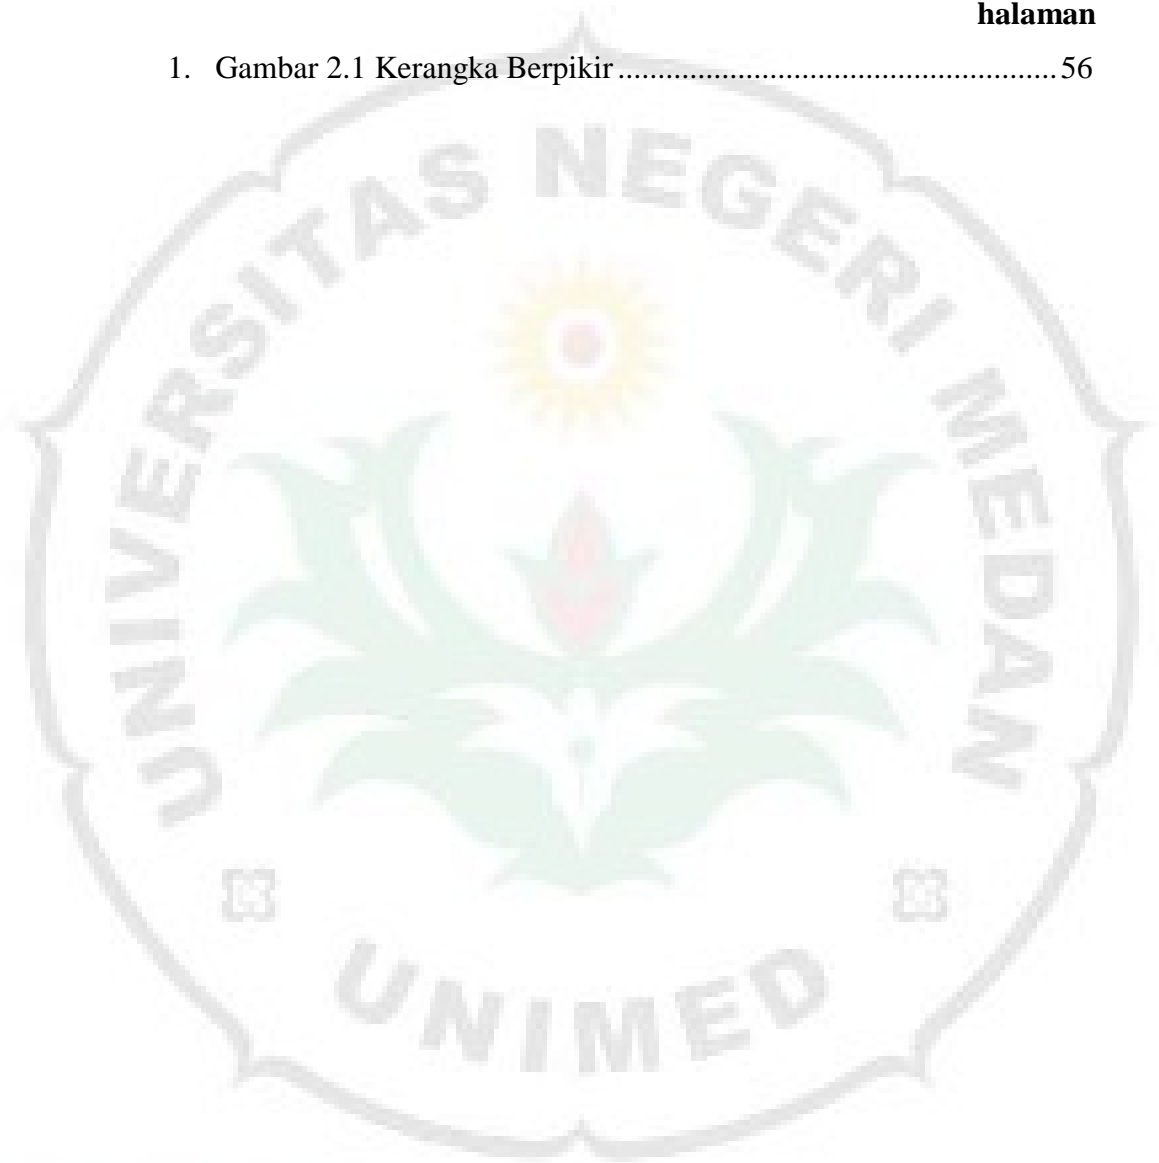 halaman
1. Gambar 2.1 Kerangka Berpikir ........................................................ 56
UNIVERSITAS NEGERI MEDAN
UNIMED